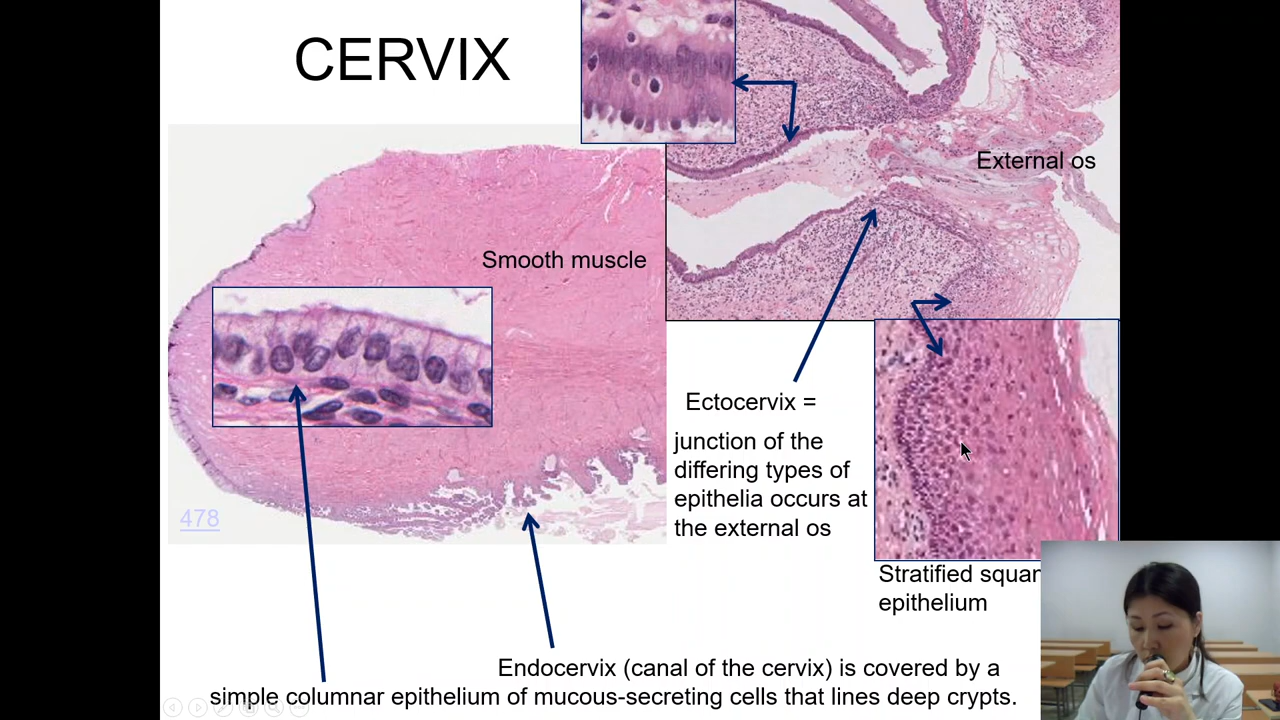 CERVIX
External os
Smooth muscle
Ectocervix =
junction of the
differing types of
epithelia occurs at
the external os
478
Stratified
epithelium
Endocervix (canal of the cervix) is covered by a
simple columnar epithelium of mucous-secreting cells that lines deep crypts.